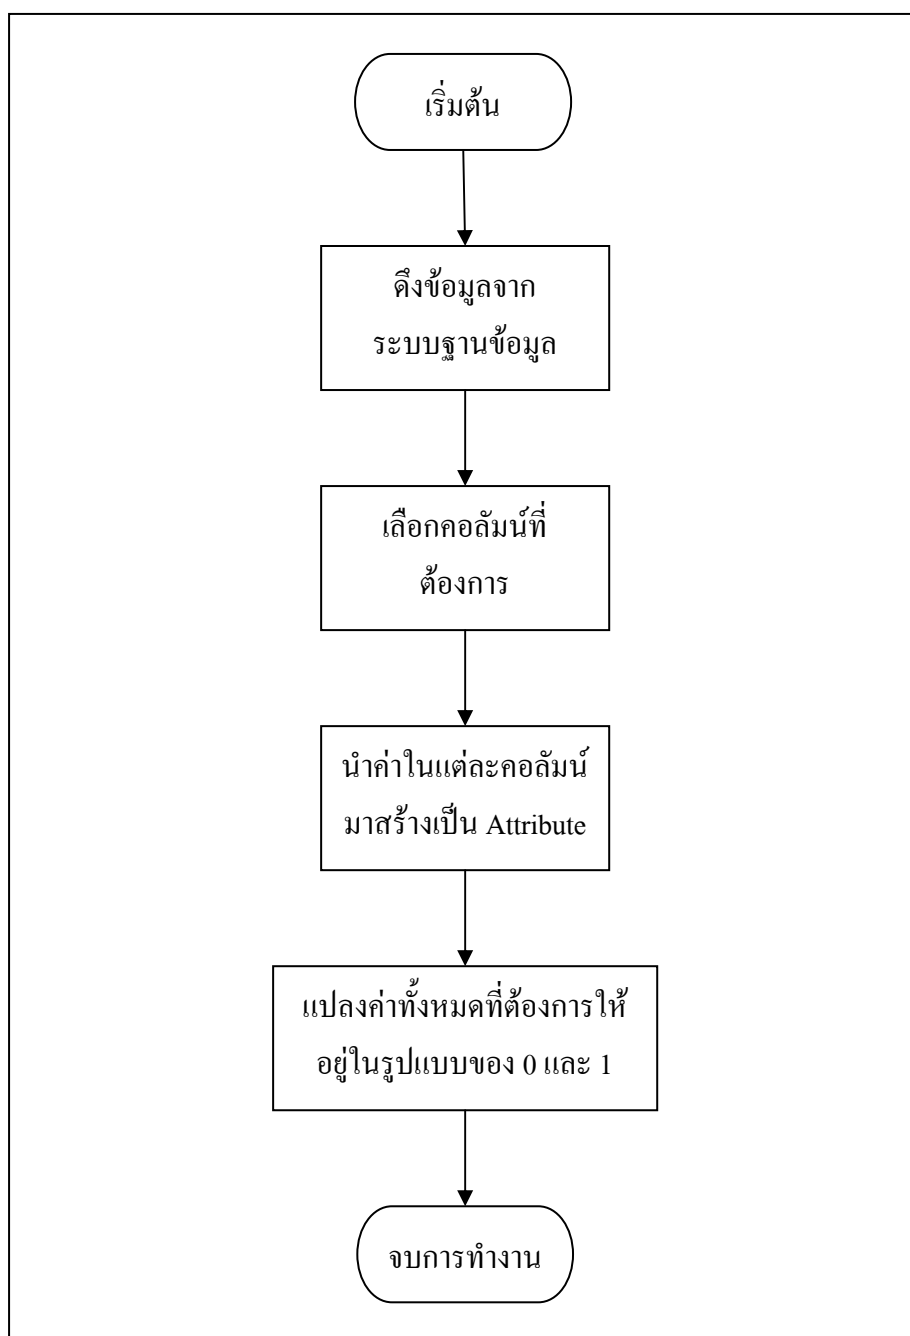 เริ่มต้น
ดึงข้อมูลจาก
ระบบฐานข้อมูล
เลือกคอลัมน์ที่
ต้องการ
นำค่าในแต่ละคอลัมน์
มาสร้างเป็น Attribute
แปลงค่าทั้งหมดที่ต้องการให้
อยู่ในรูปแบบของ 0 และ 1
จบการทำงาน